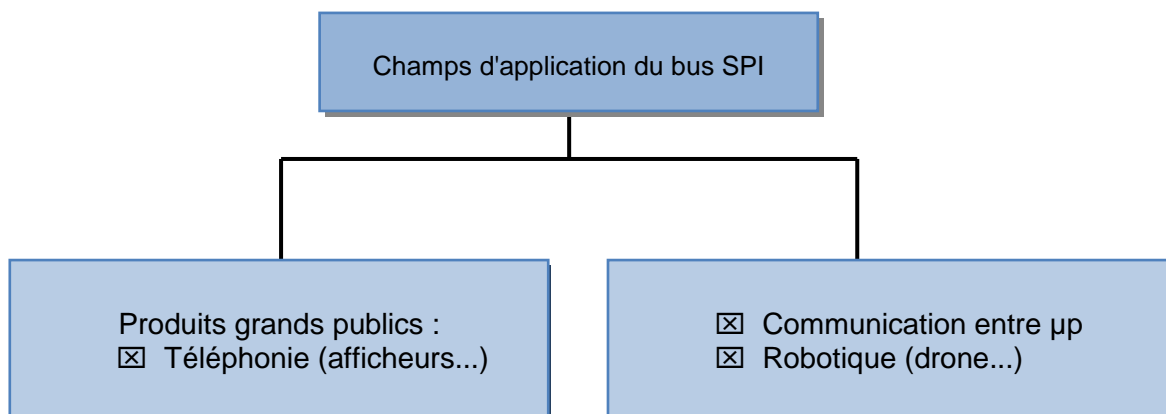 Champs d'application du bus SPI
Produits grands publics :
☒ Téléphonie (afficheurs...)
☒ Communication entre µp
☒ Robotique (drone...)